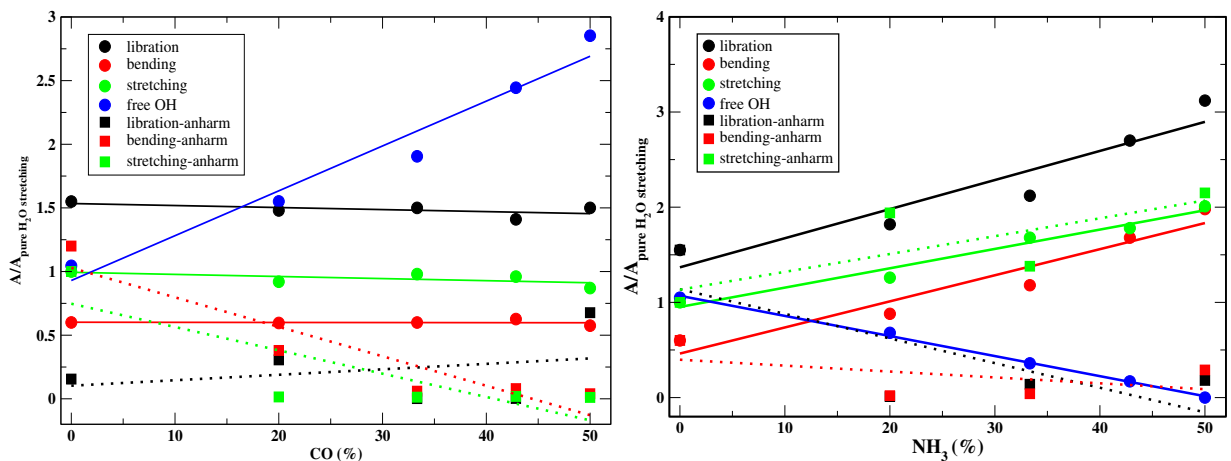 3
2.5
2
1.5
1
0.5
0
0
10
20
30
40
50
CO (%)
A/A_pure H₂O stretching
libration
bending
stretching
free OH
libration-anharm
bending-anharm
stretching-anharm
4
3
2
1
0
0
10
20
30
40
50
NH₃ (%)
A/A_pure H₂O stretching
libration
bending
stretching
free OH
libration-anharm
bending-anharm
stretching-anharm